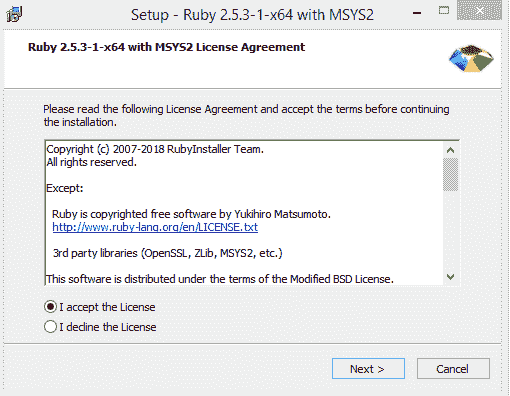 Setup - Ruby 2.5.3-1-x64 with MSYS2
Ruby 2.5.3-1-x64 with MSYS2 License Agreement
Please read the following License Agreement and accept the terms before continuing
the installation.
Copyright (c) 2007-2018 RubyInstaller Team.
All rights reserved.
Except:
Ruby is copyrighted free software by Yukihiro Matsumoto.
http://www.ruby-lang.org/en/LICENSE.txt
3rd party libraries (OpenSSL, ZLib, MSYS2, etc.)
This software is distributed under the terms of the Modified BSD License.
I accept the License
I decline the License
Next >
Cancel